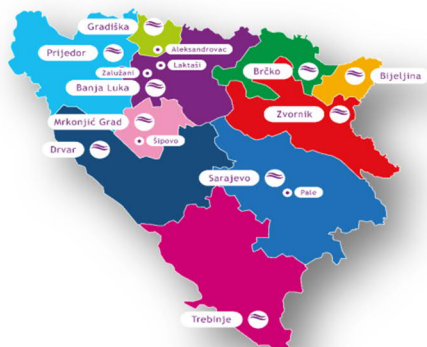 Gradiška
Aleksandrovac
Prijedor
Laktaši
Zalužani
Banja Luka
Brčko
Bijeljina
Mrkonjić Grad
Zvornik
Šipovo
Drvar
Sarajevo
Pale
Trebinje